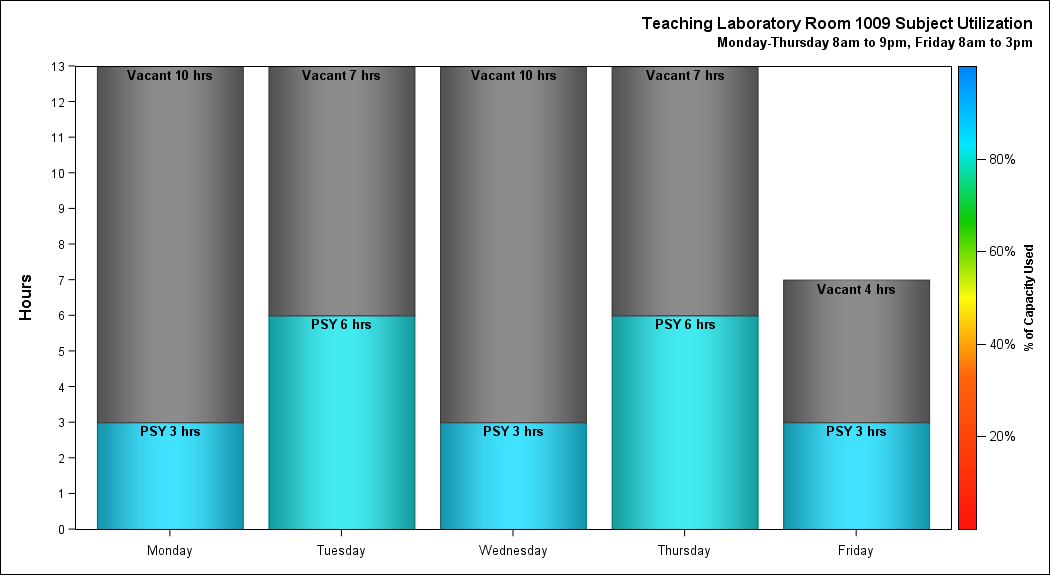 Teaching Laboratory Room 1009 Subject Utilization
Monday-Thursday 8am to 9pm, Friday 8am to 3pm
Hours
13
12
11
10
9
8
7
6
5
4
3
2
1
0
Vacant 10 hrs
Vacant 7 hrs
Vacant 10 hrs
Vacant 7 hrs
Vacant 4 hrs
PSY 3 hrs
PSY 6 hrs
PSY 3 hrs
PSY 6 hrs
PSY 3 hrs
Monday
Tuesday
Wednesday
Thursday
Friday
80%
60%
40%
20%
% of Capacity Used